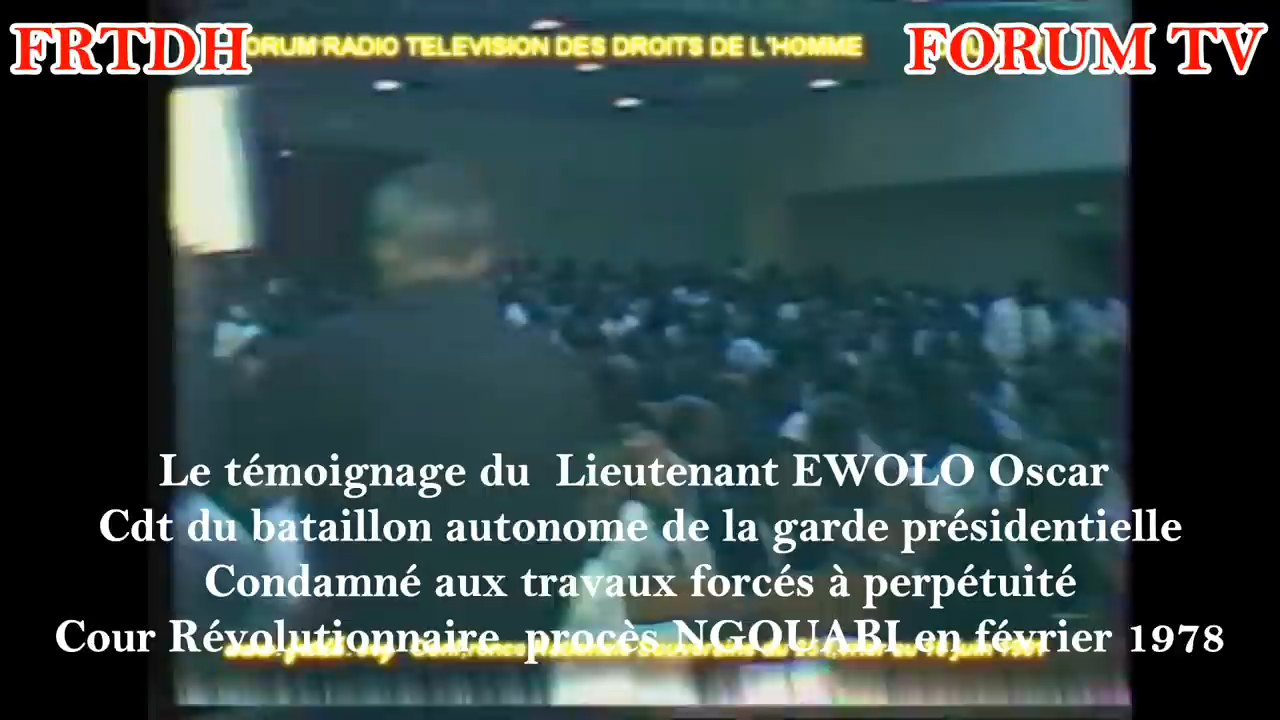 FRTDH
FORUM RADIO TELEVISION DES DROITS DE L'HOMME
FORUM TV
Le témoignage du Lieutenant EWOLO Oscar
Cdt du bataillon autonome de la garde présidentielle
Condamné aux travaux forcés à perpétuité
Cour Révolutionnaire procès NGOUABI en février 1978